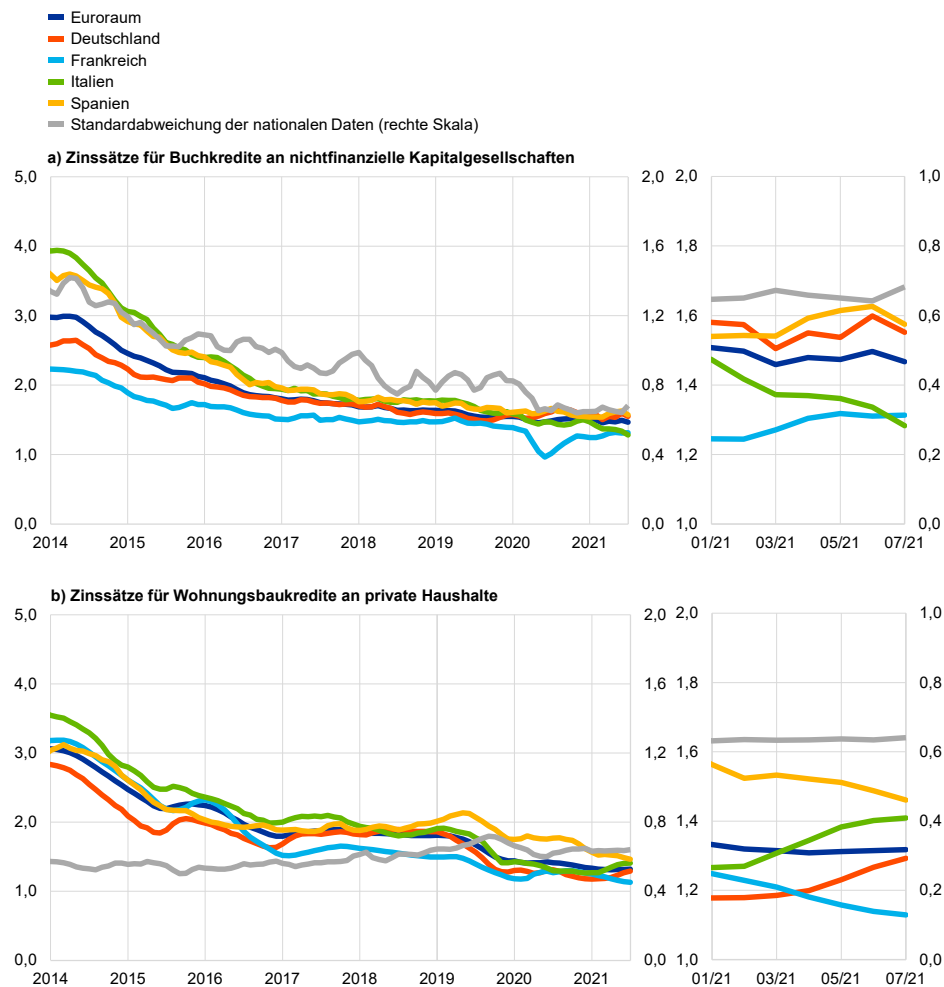 Euroraum
Deutschland
Frankreich
Italien
Spanien
Standardabweichung der nationalen Daten (rechte Skala)
a) Zinssätze für Buchkredite an nichtfinanzielle Kapitalgesellschaften
5,0 2,0 2,0 1,0
4,0 1,6 1,8 0,8
3,0 1,2 1,6 0,6
2,0 0,8 1,4 0,4
1,0 0,4 1,2 0,2
0,0 0,0 1,0 0,0
2014 2015 2016 2017 2018 2019 2020 2021 01/21 03/21 05/21 07/21
b) Zinssätze für Wohnungsbaukredite an private Haushalte
5,0 2,0 2,0 1,0
4,0 1,6 1,8 0,8
3,0 1,2 1,6 0,6
2,0 0,8 1,4 0,4
1,0 0,4 1,2 0,2
0,0 0,0 1,0 0,0
2014 2015 2016 2017 2018 2019 2020 2021 01/21 03/21 05/21 07/21